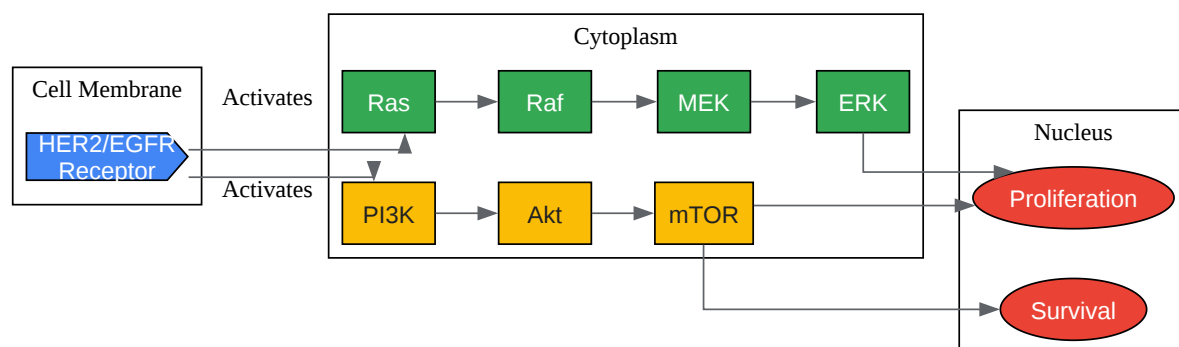 Cytoplasm
Cell Membrane
Activates
Ras
Raf
MEK
ERK
Nucleus
HER2/EGFR
Receptor
Activates
PI3K
Akt
mTOR
Proliferation
Survival